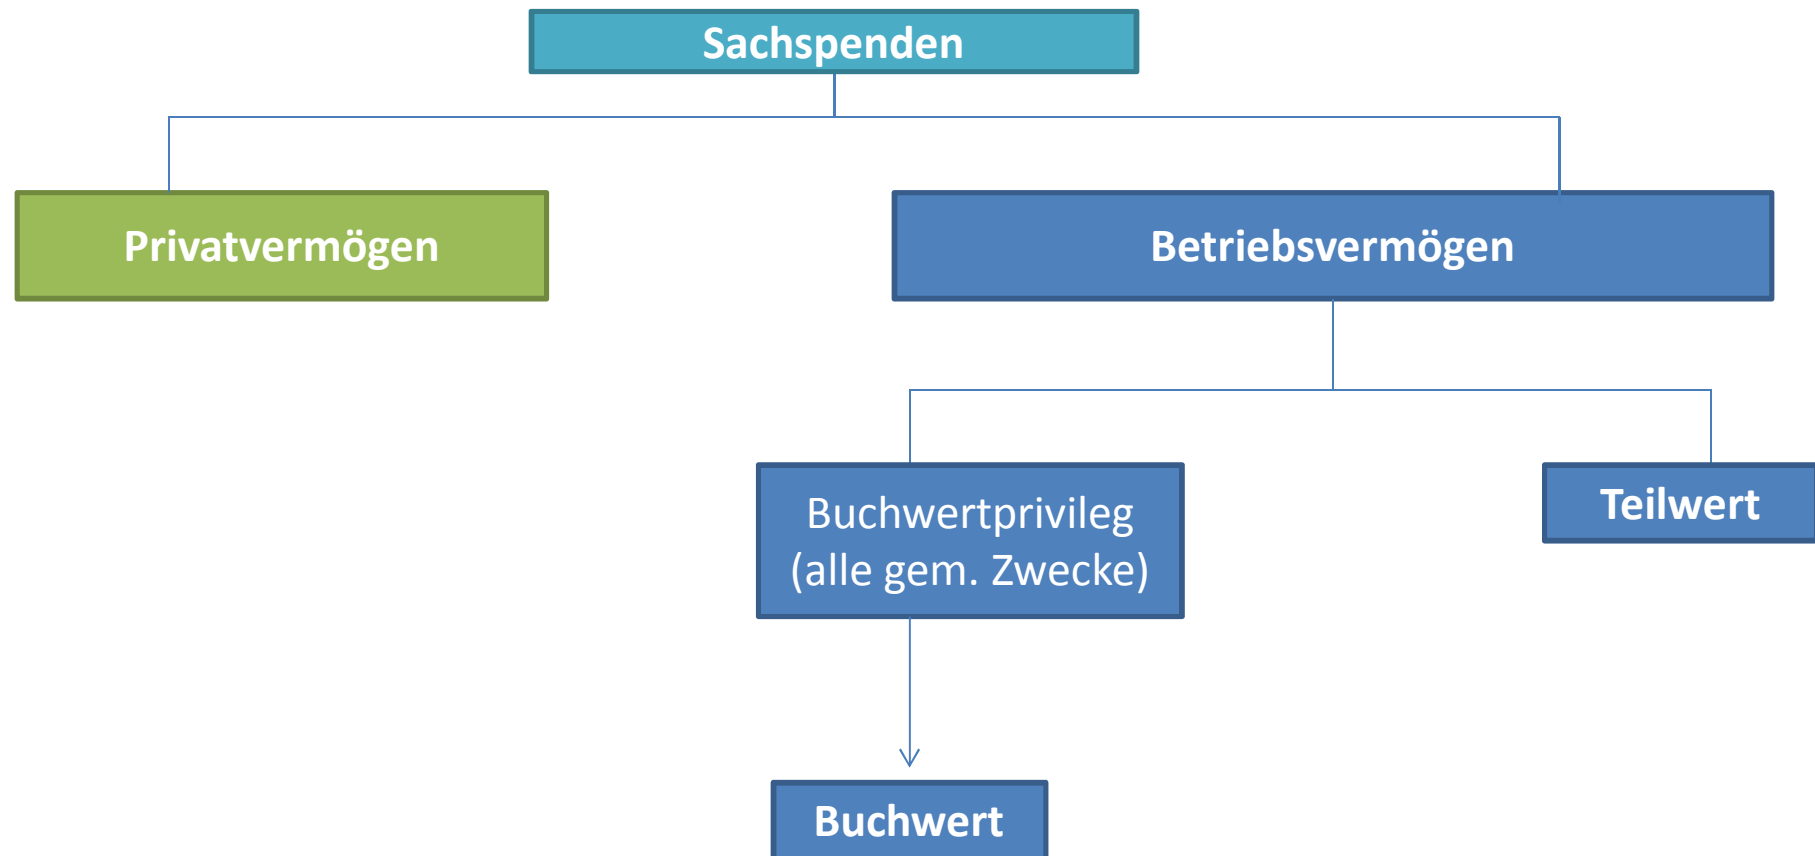 Sachspenden
Privatvermögen
Betriebsvermögen
Buchwertprivileg
(alle gem. Zwecke)
Teilwert
Buchwert